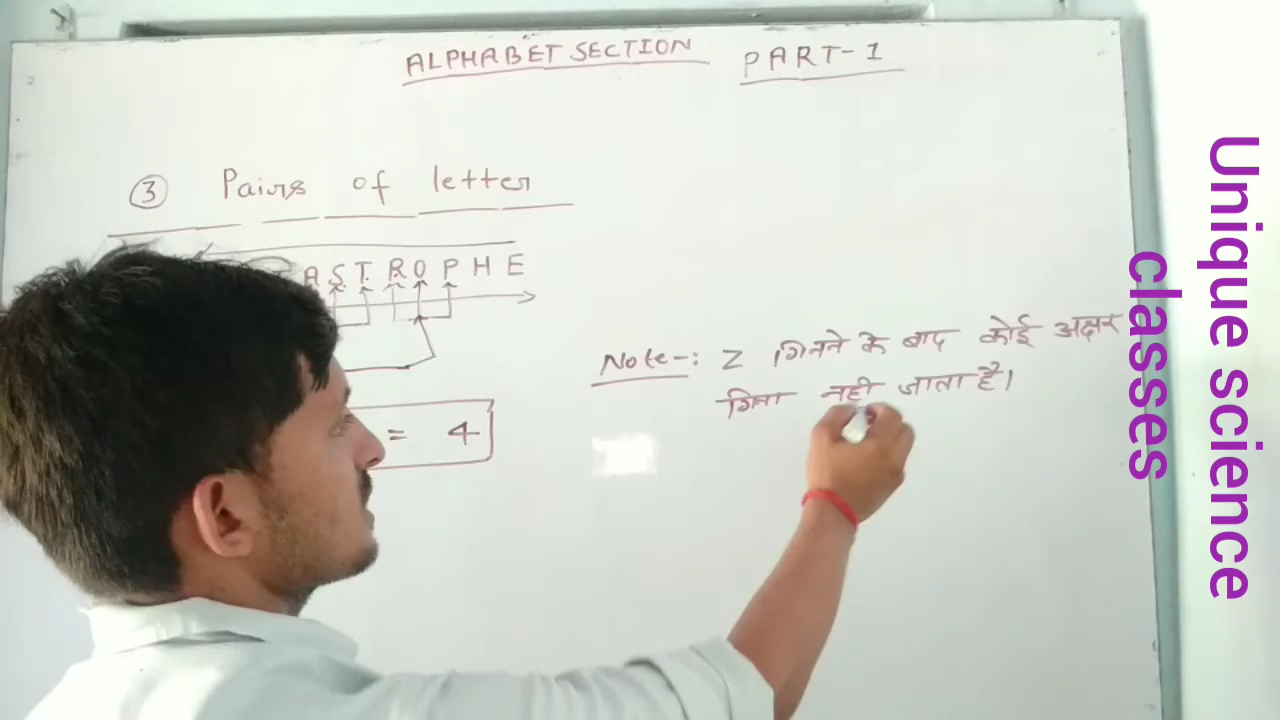 ALPHABET SECTION PART-1
③ Pairs of letter
A S T R O P H E
= 4
Note-: Z गिनने के बाद कोई अक्षर
गिना नही जाता है।
Unique science
classes